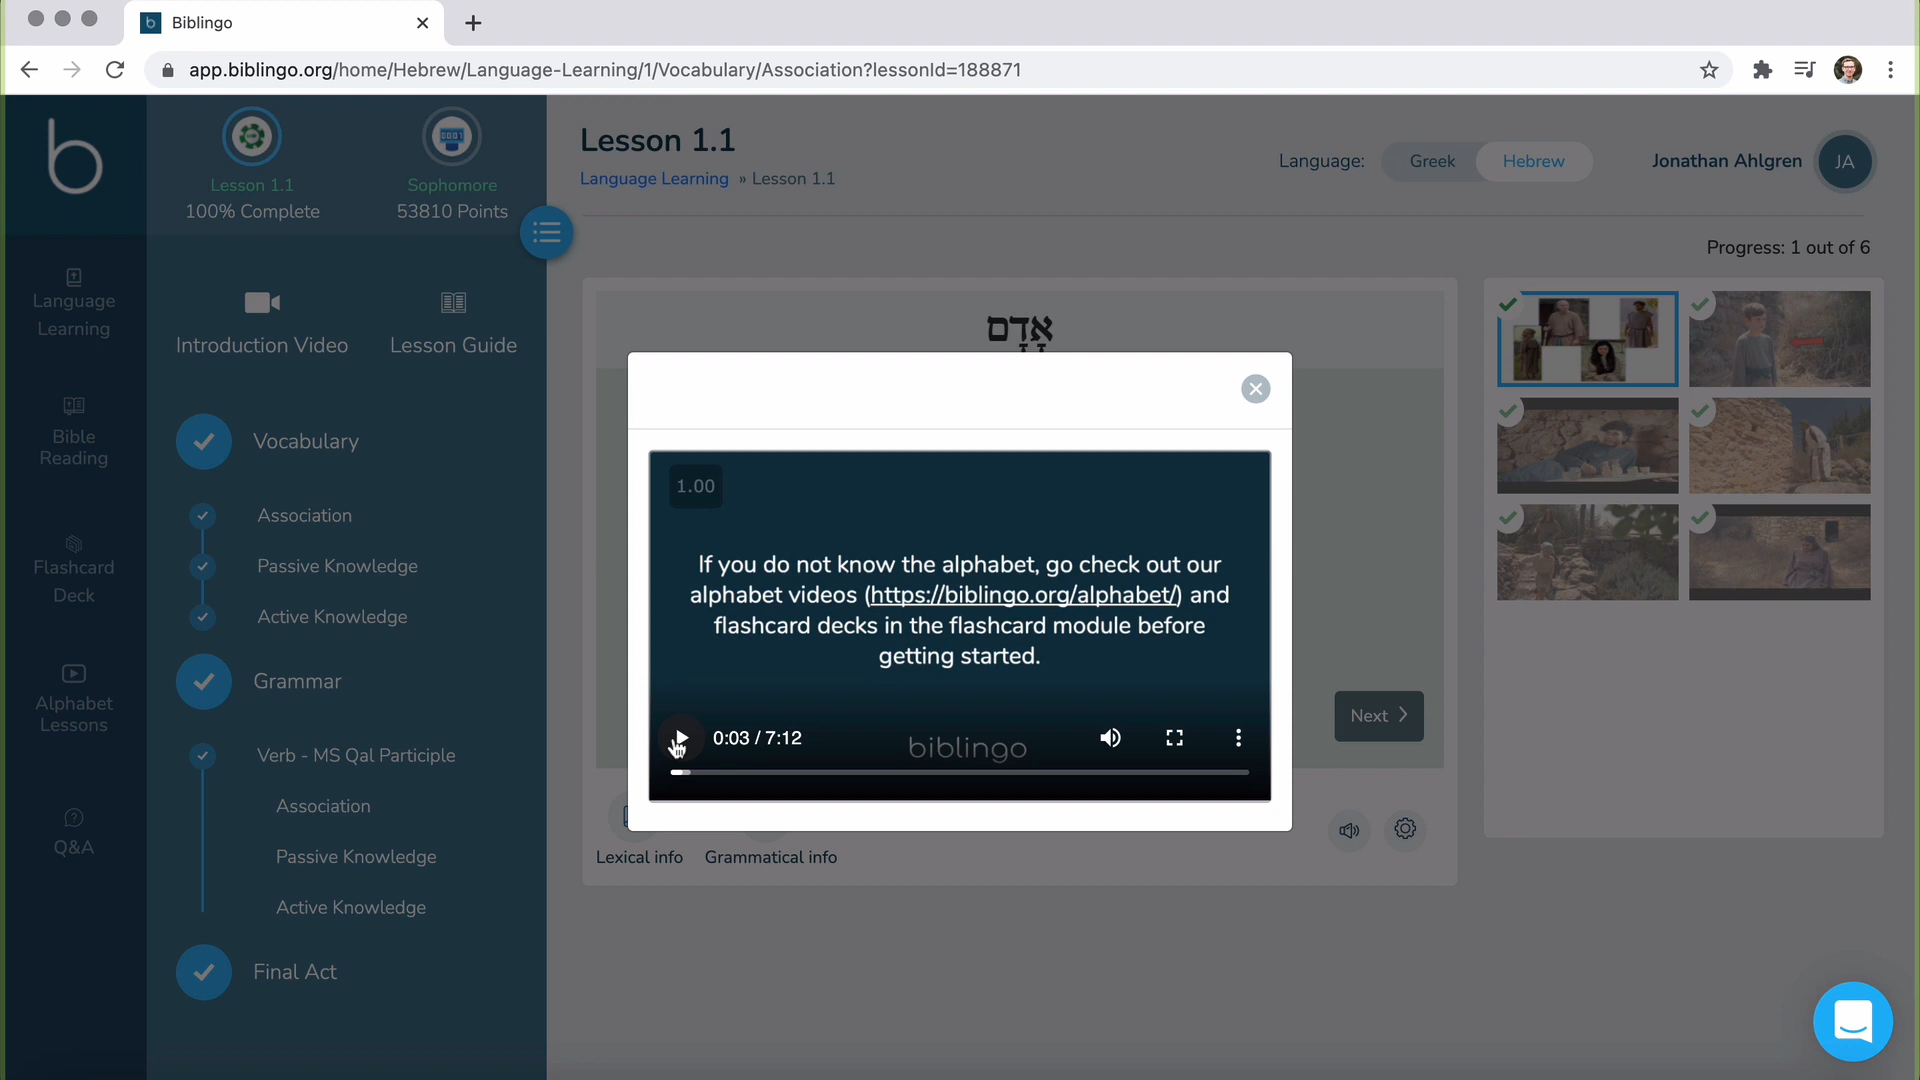 Biblingo
app.biblingo.org/home/Hebrew/Language-Learning/1/Vocabulary/Association?lessonId=188871
b
Language
Learning
Bible
Reading
Flashcard
Deck
Alphabet
Lessons
Q&A
Lesson 1.1
100% Complete
Sophomore
53810 Points
Introduction Video
Lesson Guide
Vocabulary
Association
Passive Knowledge
Active Knowledge
Grammar
Verb - MS Qal Participle
Association
Passive Knowledge
Active Knowledge
Final Act
Lesson 1.1
Language Learning » Lesson 1.1
Language: Greek Hebrew
Jonathan Ahlgren JA
Progress: 1 out of 6
אָדָם
1.00
If you do not know the alphabet, go check out our
alphabet videos (https://biblingo.org/alphabet/) and
flashcard decks in the flashcard module before
getting started.
0:03 / 7:12
biblingo
Next
Lexical info
Grammatical info